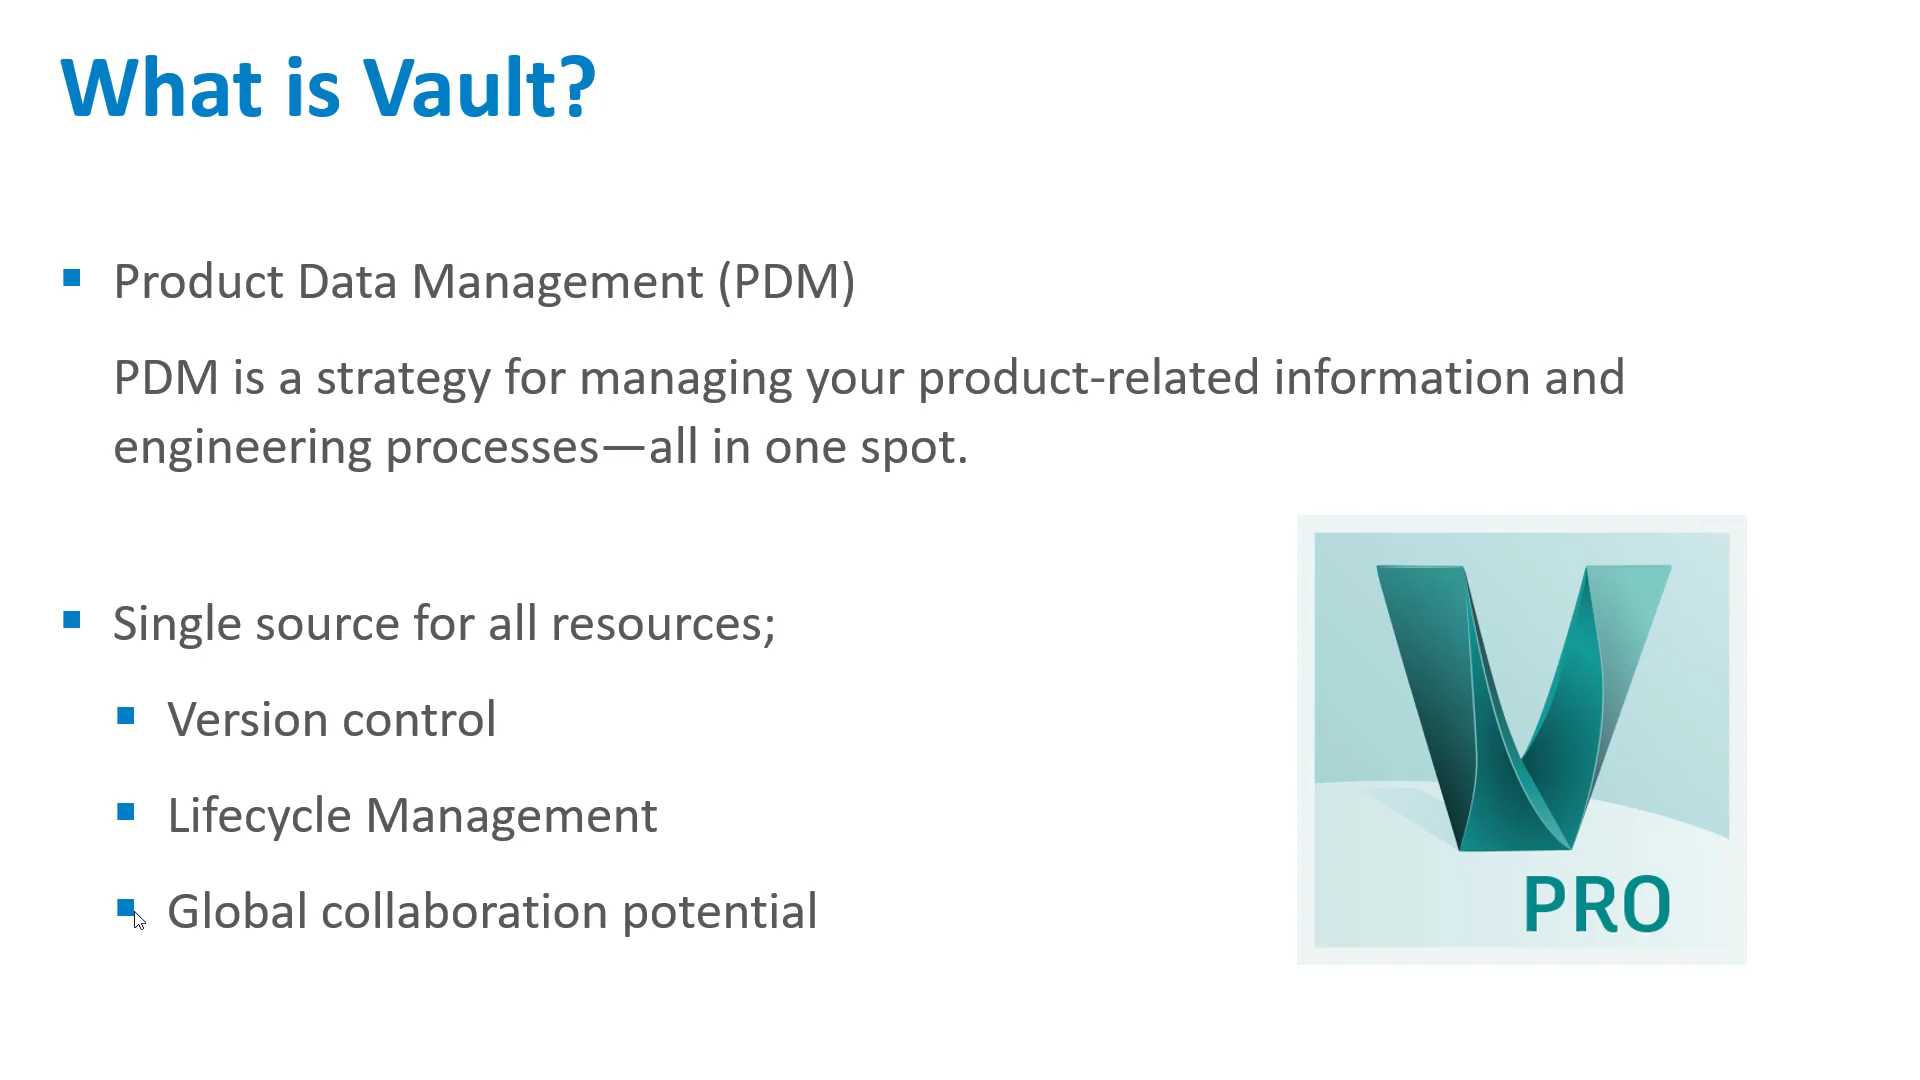 What is Vault?
Product Data Management (PDM)
PDM is a strategy for managing your product-related information and
engineering processes—all in one spot.
Single source for all resources;
Version control
Lifecycle Management
Global collaboration potential
PRO